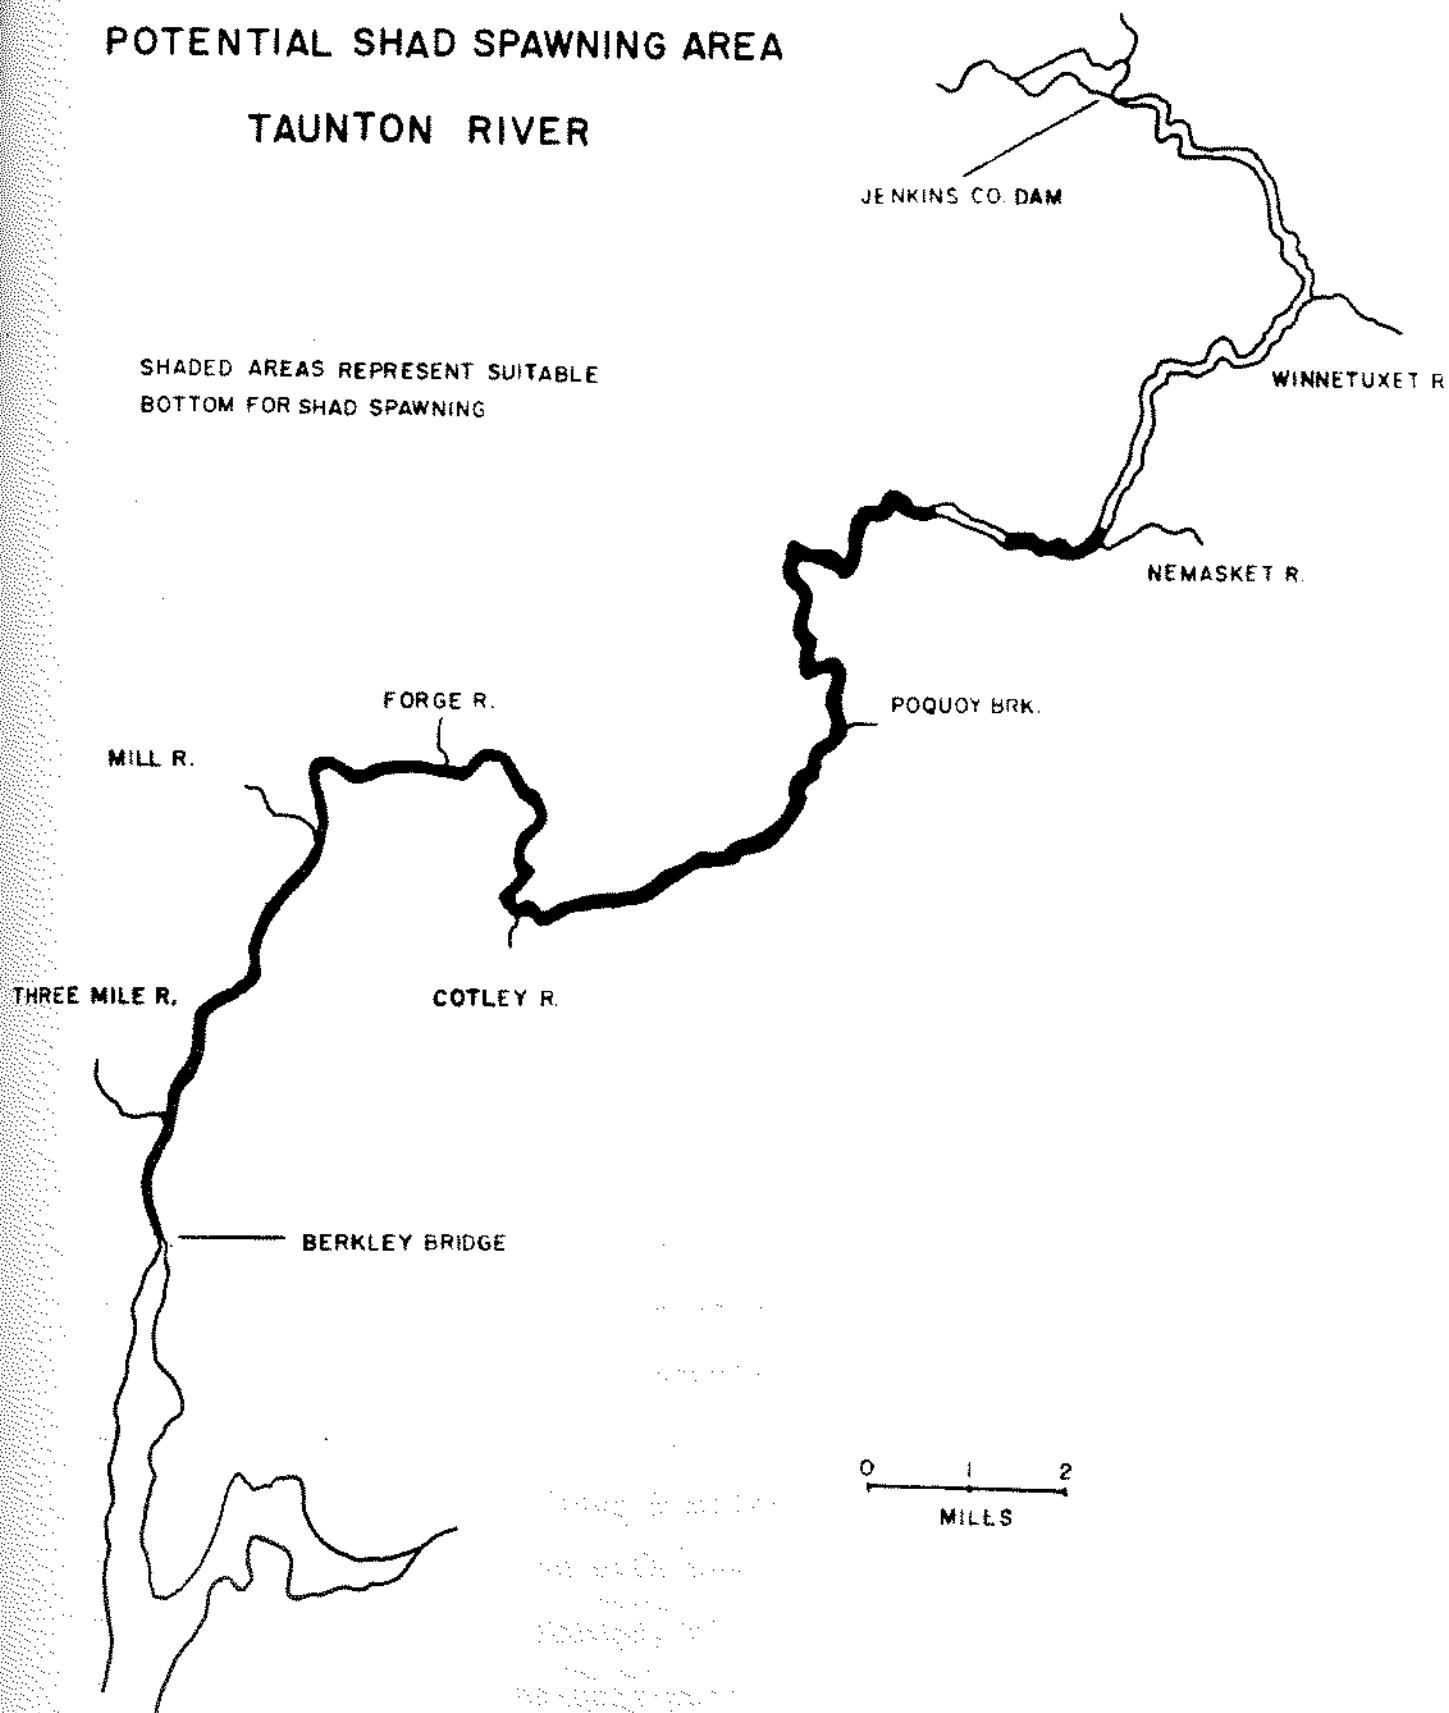 POTENTIAL SHAD SPAWNING AREA
TAUNTON RIVER
JENKINS CO. DAM
SHADED AREAS REPRESENT SUITABLE
BOTTOM FOR SHAD SPAWNING
WINNETUXET R
NEMASKET R.
FORGE R.
POQUOY BRK.
MILL R.
THREE MILE R.
COTLEY R.
BERKLEY BRIDGE
0 1 2
MILES